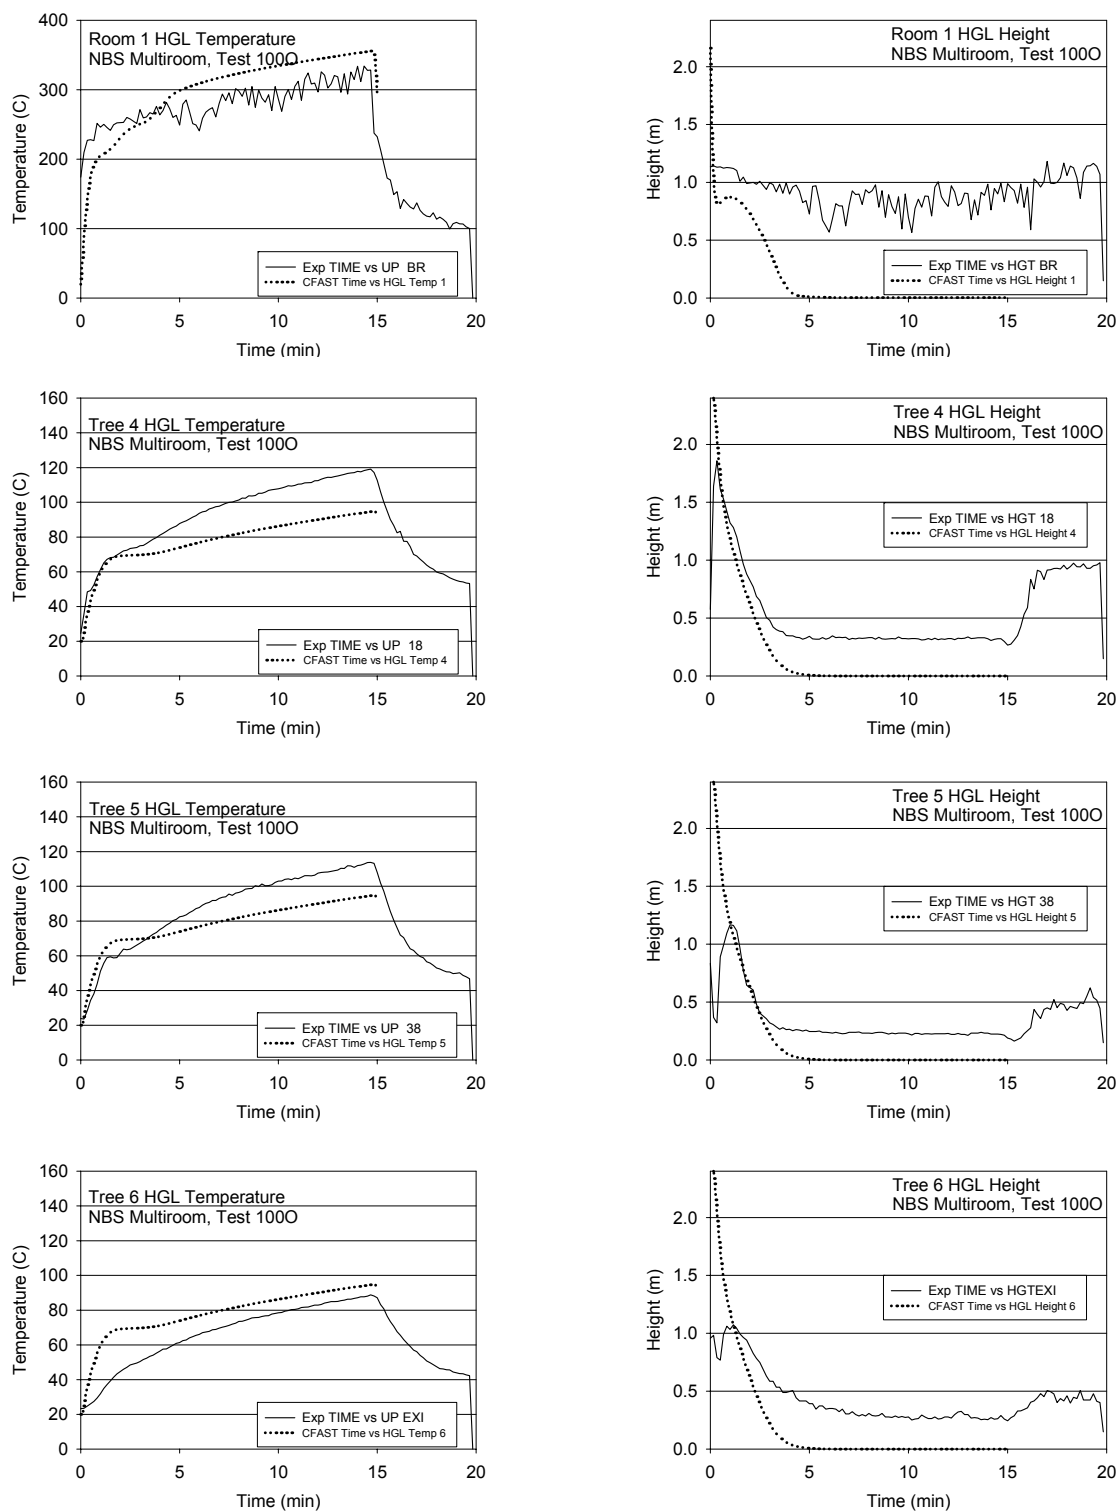 Room 1 HGL Temperature
NBS Multiroom, Test 100O
Temperature (C)
400
300
200
100
0
Exp TIME vs UP BR
CFAST Time vs HGL Temp 1
0 5 10 15 20
Time (min)
Room 1 HGL Height
NBS Multiroom, Test 100O
Height (m)
2.0
1.5
1.0
0.5
0.0
Exp TIME vs HGT BR
CFAST Time vs HGL Height 1
0 5 10 15 20
Time (min)
Tree 4 HGL Temperature
NBS Multiroom, Test 100O
Temperature (C)
160
140
120
100
80
60
40
20
0
Exp TIME vs UP 18
CFAST Time vs HGL Temp 4
0 5 10 15 20
Time (min)
Tree 4 HGL Height
NBS Multiroom, Test 100O
Height (m)
2.0
1.5
1.0
0.5
0.0
Exp TIME vs HGT 18
CFAST Time vs HGL Height 4
0 5 10 15 20
Time (min)
Tree 5 HGL Temperature
NBS Multiroom, Test 100O
Temperature (C)
160
140
120
100
80
60
40
20
0
Exp TIME vs UP 38
CFAST Time vs HGL Temp 5
0 5 10 15 20
Time (min)
Tree 5 HGL Height
NBS Multiroom, Test 100O
Height (m)
2.0
1.5
1.0
0.5
0.0
Exp TIME vs HGT 38
CFAST Time vs HGL Height 5
0 5 10 15 20
Time (min)
Tree 6 HGL Temperature
NBS Multiroom, Test 100O
Temperature (C)
160
140
120
100
80
60
40
20
0
Exp TIME vs UP EXI
CFAST Time vs HGL Temp 6
0 5 10 15 20
Time (min)
Tree 6 HGL Height
NBS Multiroom, Test 100O
Height (m)
2.0
1.5
1.0
0.5
0.0
Exp TIME vs HGTEXI
CFAST Time vs HGL Height 6
0 5 10 15 20
Time (min)